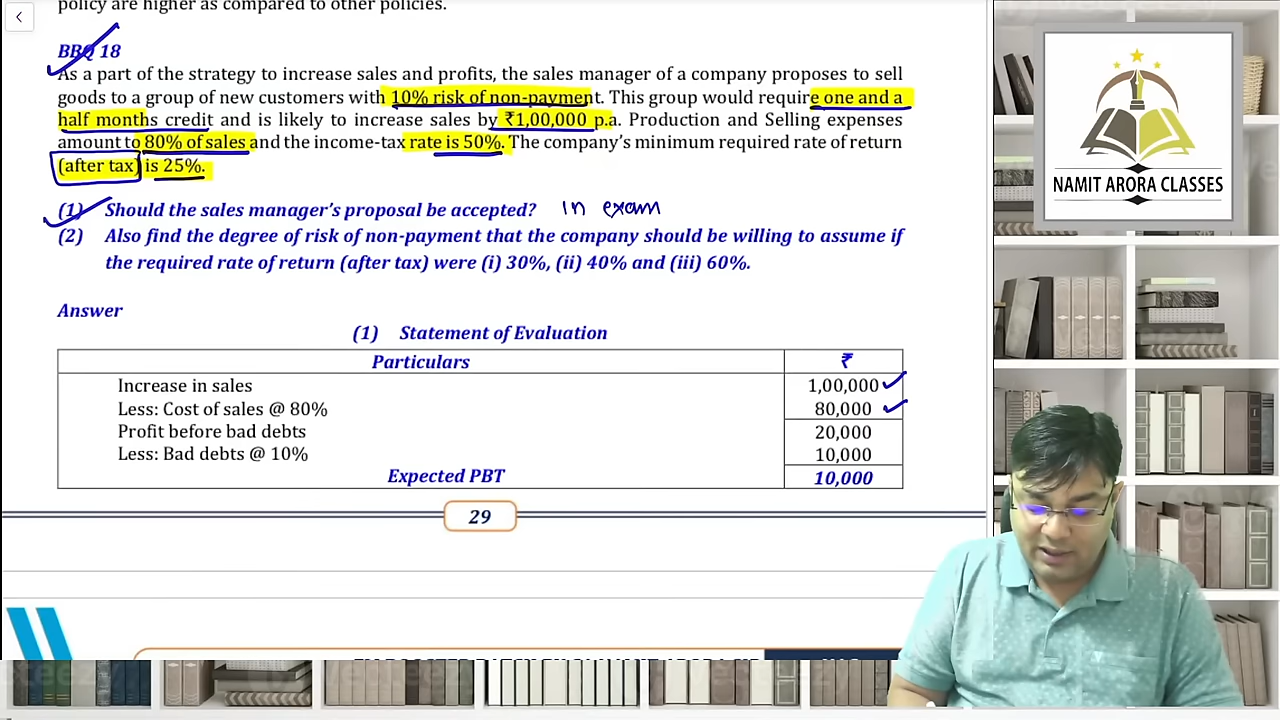 policy are higher as compared to other policies.
BBQ 18
As a part of the strategy to increase sales and profits, the sales manager of a company proposes to sell
goods to a group of new customers with 10% risk of non-payment. This group would require one and a
half months credit and is likely to increase sales by ₹1,00,000 p.a. Production and Selling expenses
amount to 80% of sales and the income-tax rate is 50%. The company's minimum required rate of return
(after tax) is 25%.
(1) Should the sales manager's proposal be accepted? in exam
(2) Also find the degree of risk of non-payment that the company should be willing to assume if
the required rate of return (after tax) were (i) 30%, (ii) 40% and (iii) 60%.
Answer
(1) Statement of Evaluation
Particulars ₹
Increase in sales 1,00,000
Less: Cost of sales @ 80% 80,000
Profit before bad debts 20,000
Less: Bad debts @ 10% 10,000
Expected PBT 10,000
29
NAMIT ARORA CLASSES